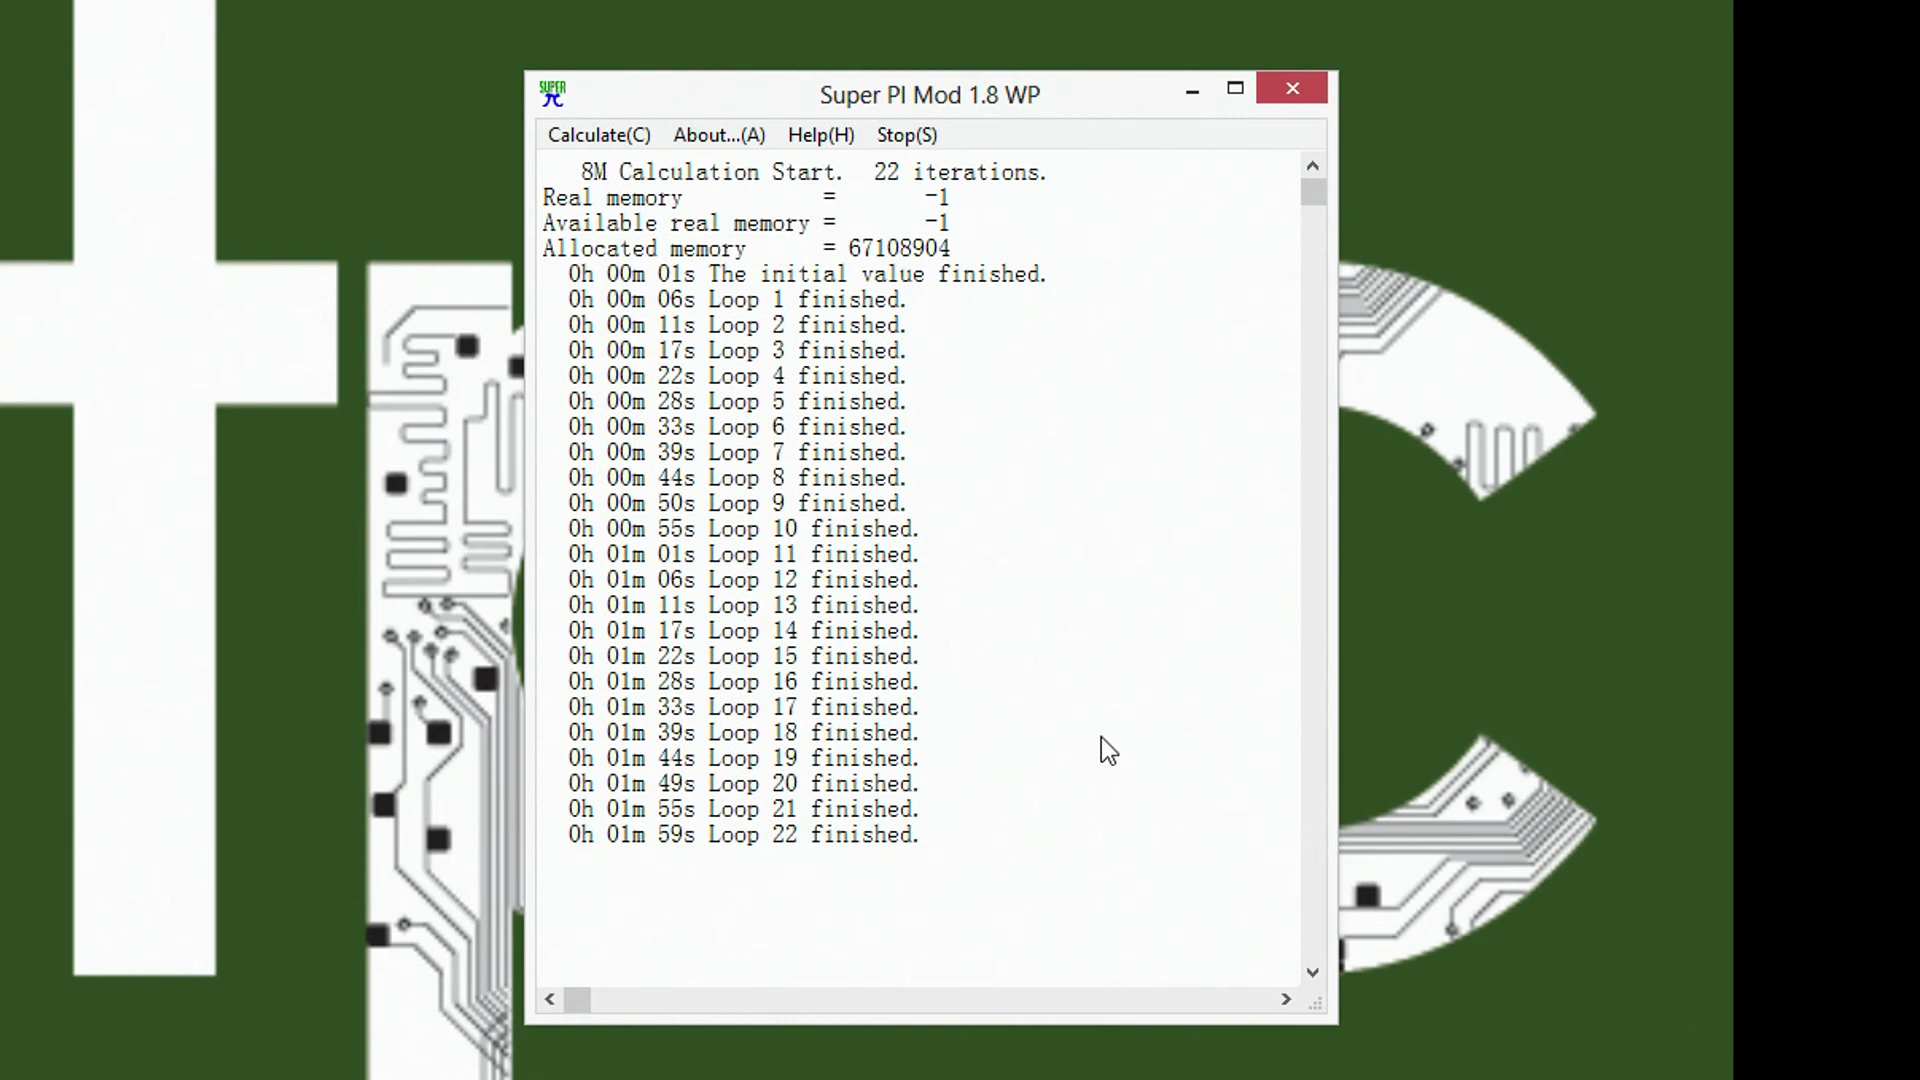 SUPER
π
Super PI Mod 1.8 WP
Calculate(C) About...(A) Help(H) Stop(S)
8M Calculation Start. 22 iterations.
Real memory = -1
Available real memory = -1
Allocated memory = 67108904
0h 00m 01s The initial value finished.
0h 00m 06s Loop 1 finished.
0h 00m 11s Loop 2 finished.
0h 00m 17s Loop 3 finished.
0h 00m 22s Loop 4 finished.
0h 00m 28s Loop 5 finished.
0h 00m 33s Loop 6 finished.
0h 00m 39s Loop 7 finished.
0h 00m 44s Loop 8 finished.
0h 00m 50s Loop 9 finished.
0h 00m 55s Loop 10 finished.
0h 01m 01s Loop 11 finished.
0h 01m 06s Loop 12 finished.
0h 01m 11s Loop 13 finished.
0h 01m 17s Loop 14 finished.
0h 01m 22s Loop 15 finished.
0h 01m 28s Loop 16 finished.
0h 01m 33s Loop 17 finished.
0h 01m 39s Loop 18 finished.
0h 01m 44s Loop 19 finished.
0h 01m 49s Loop 20 finished.
0h 01m 55s Loop 21 finished.
0h 01m 59s Loop 22 finished.